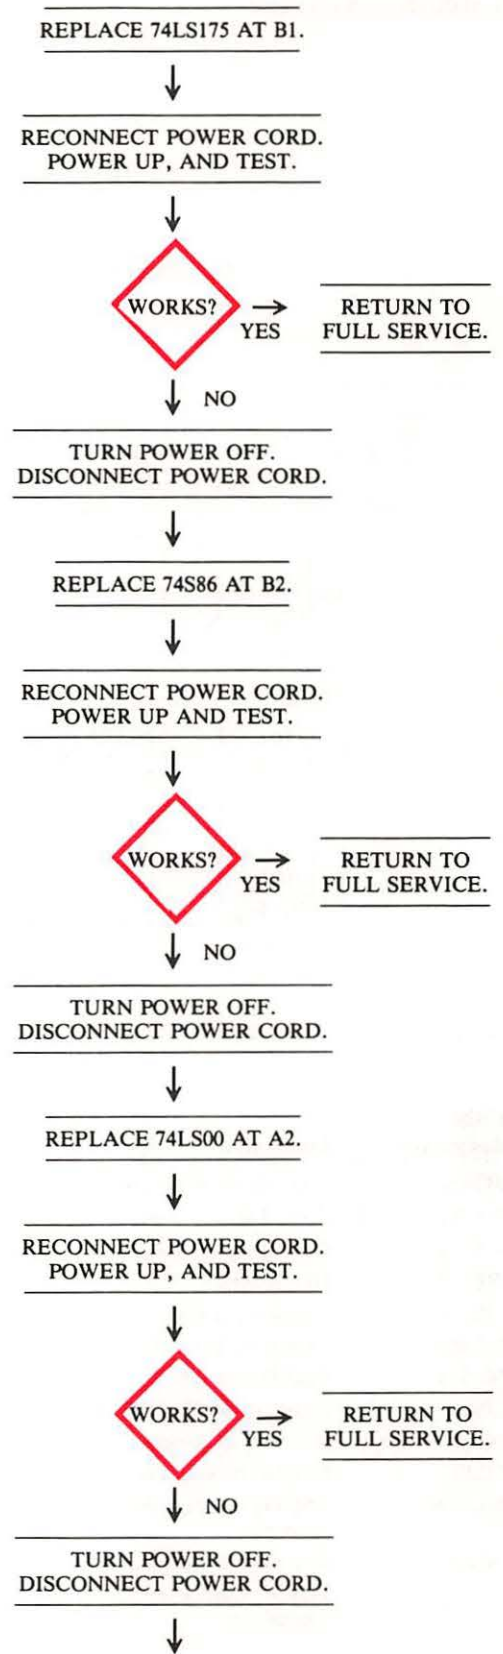 REPLACE 74LS175 AT B1.
RECONNECT POWER CORD.
POWER UP, AND TEST.
WORKS?
YES
RETURN TO
FULL SERVICE.
NO
TURN POWER OFF.
DISCONNECT POWER CORD.
REPLACE 74S86 AT B2.
RECONNECT POWER CORD.
POWER UP AND TEST.
WORKS?
YES
RETURN TO
FULL SERVICE.
NO
TURN POWER OFF.
DISCONNECT POWER CORD.
REPLACE 74LS00 AT A2.
RECONNECT POWER CORD.
POWER UP, AND TEST.
WORKS?
YES
RETURN TO
FULL SERVICE.
NO
TURN POWER OFF.
DISCONNECT POWER CORD.